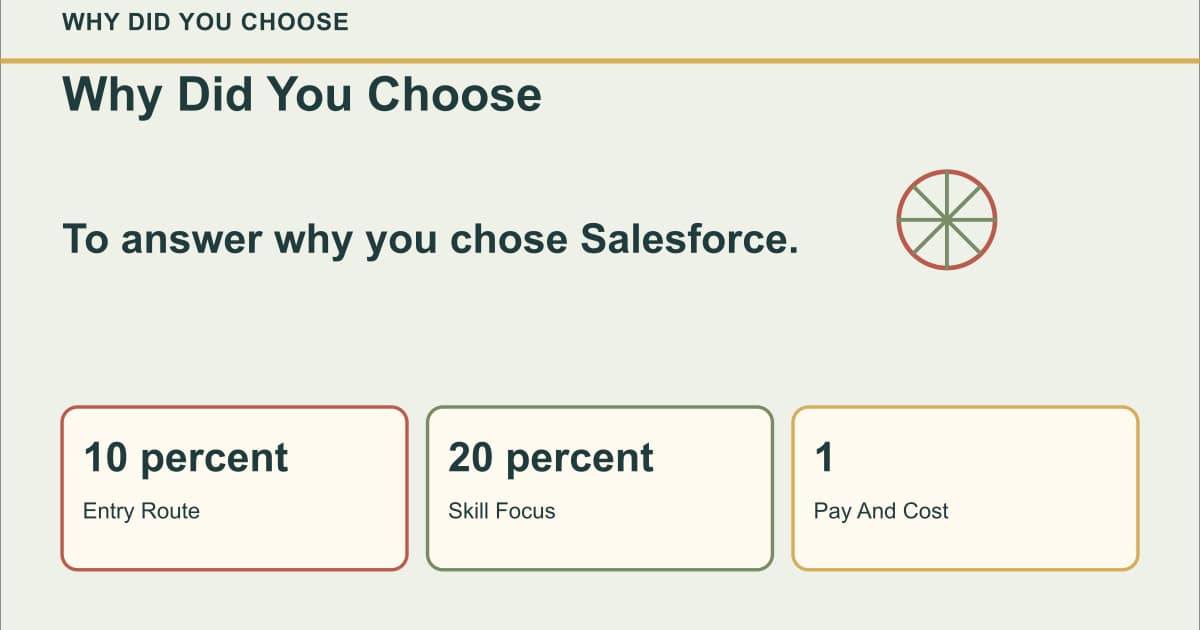 WHY DID YOU CHOOSE
Why Did You Choose
To answer why you chose Salesforce.
10 percent
Entry Route
20 percent
Skill Focus
1
Pay And Cost